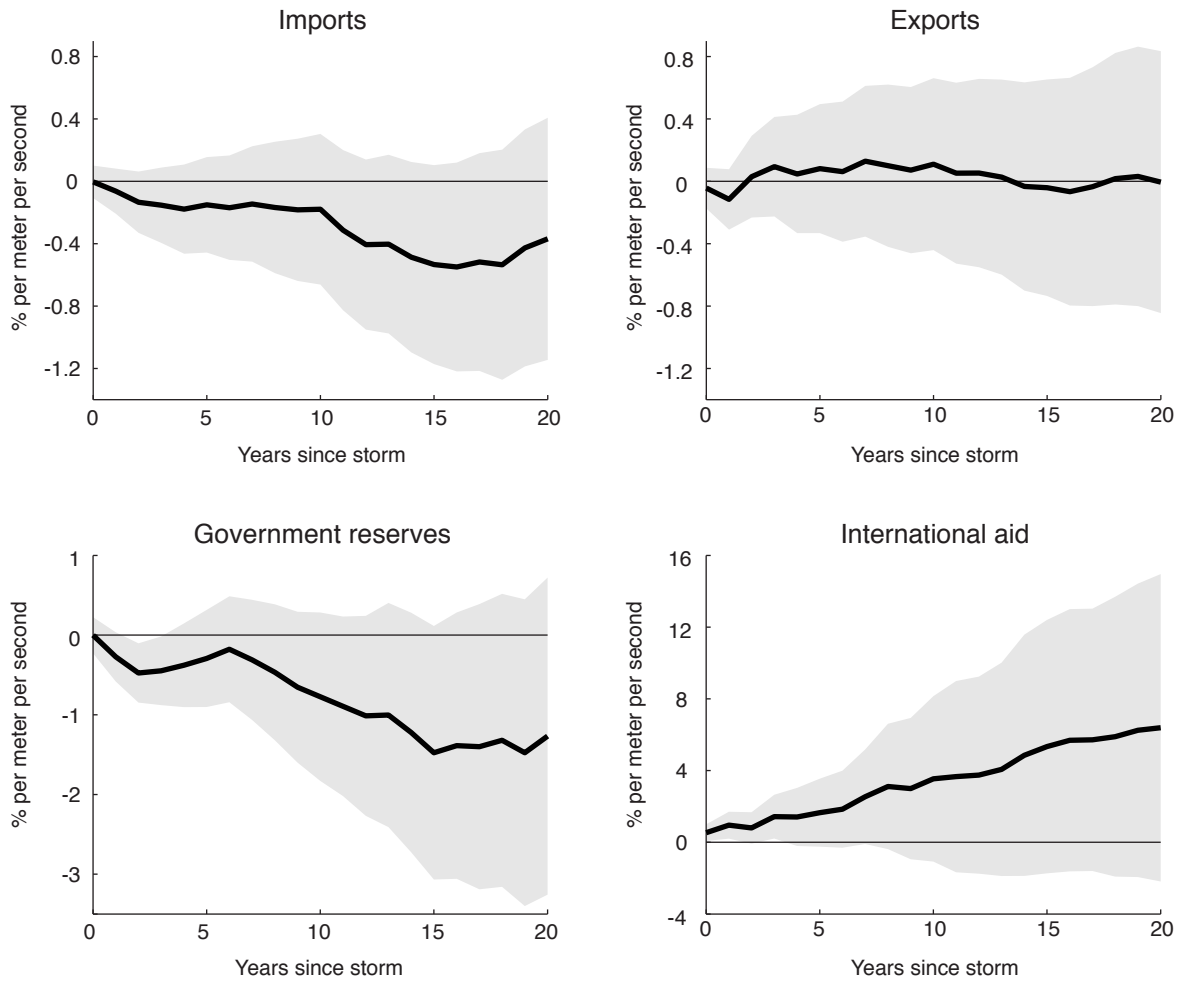 Imports
% per meter per second
0.8
0.4
0
-0.4
-0.8
-1.2
0 5 10 15 20
Years since storm
Exports
% per meter per second
0.8
0.4
0
-0.4
-0.8
-1.2
0 5 10 15 20
Years since storm
Government reserves
% per meter per second
1
0
-1
-2
-3
0 5 10 15 20
Years since storm
International aid
% per meter per second
16
12
8
4
0
-4
0 5 10 15 20
Years since storm